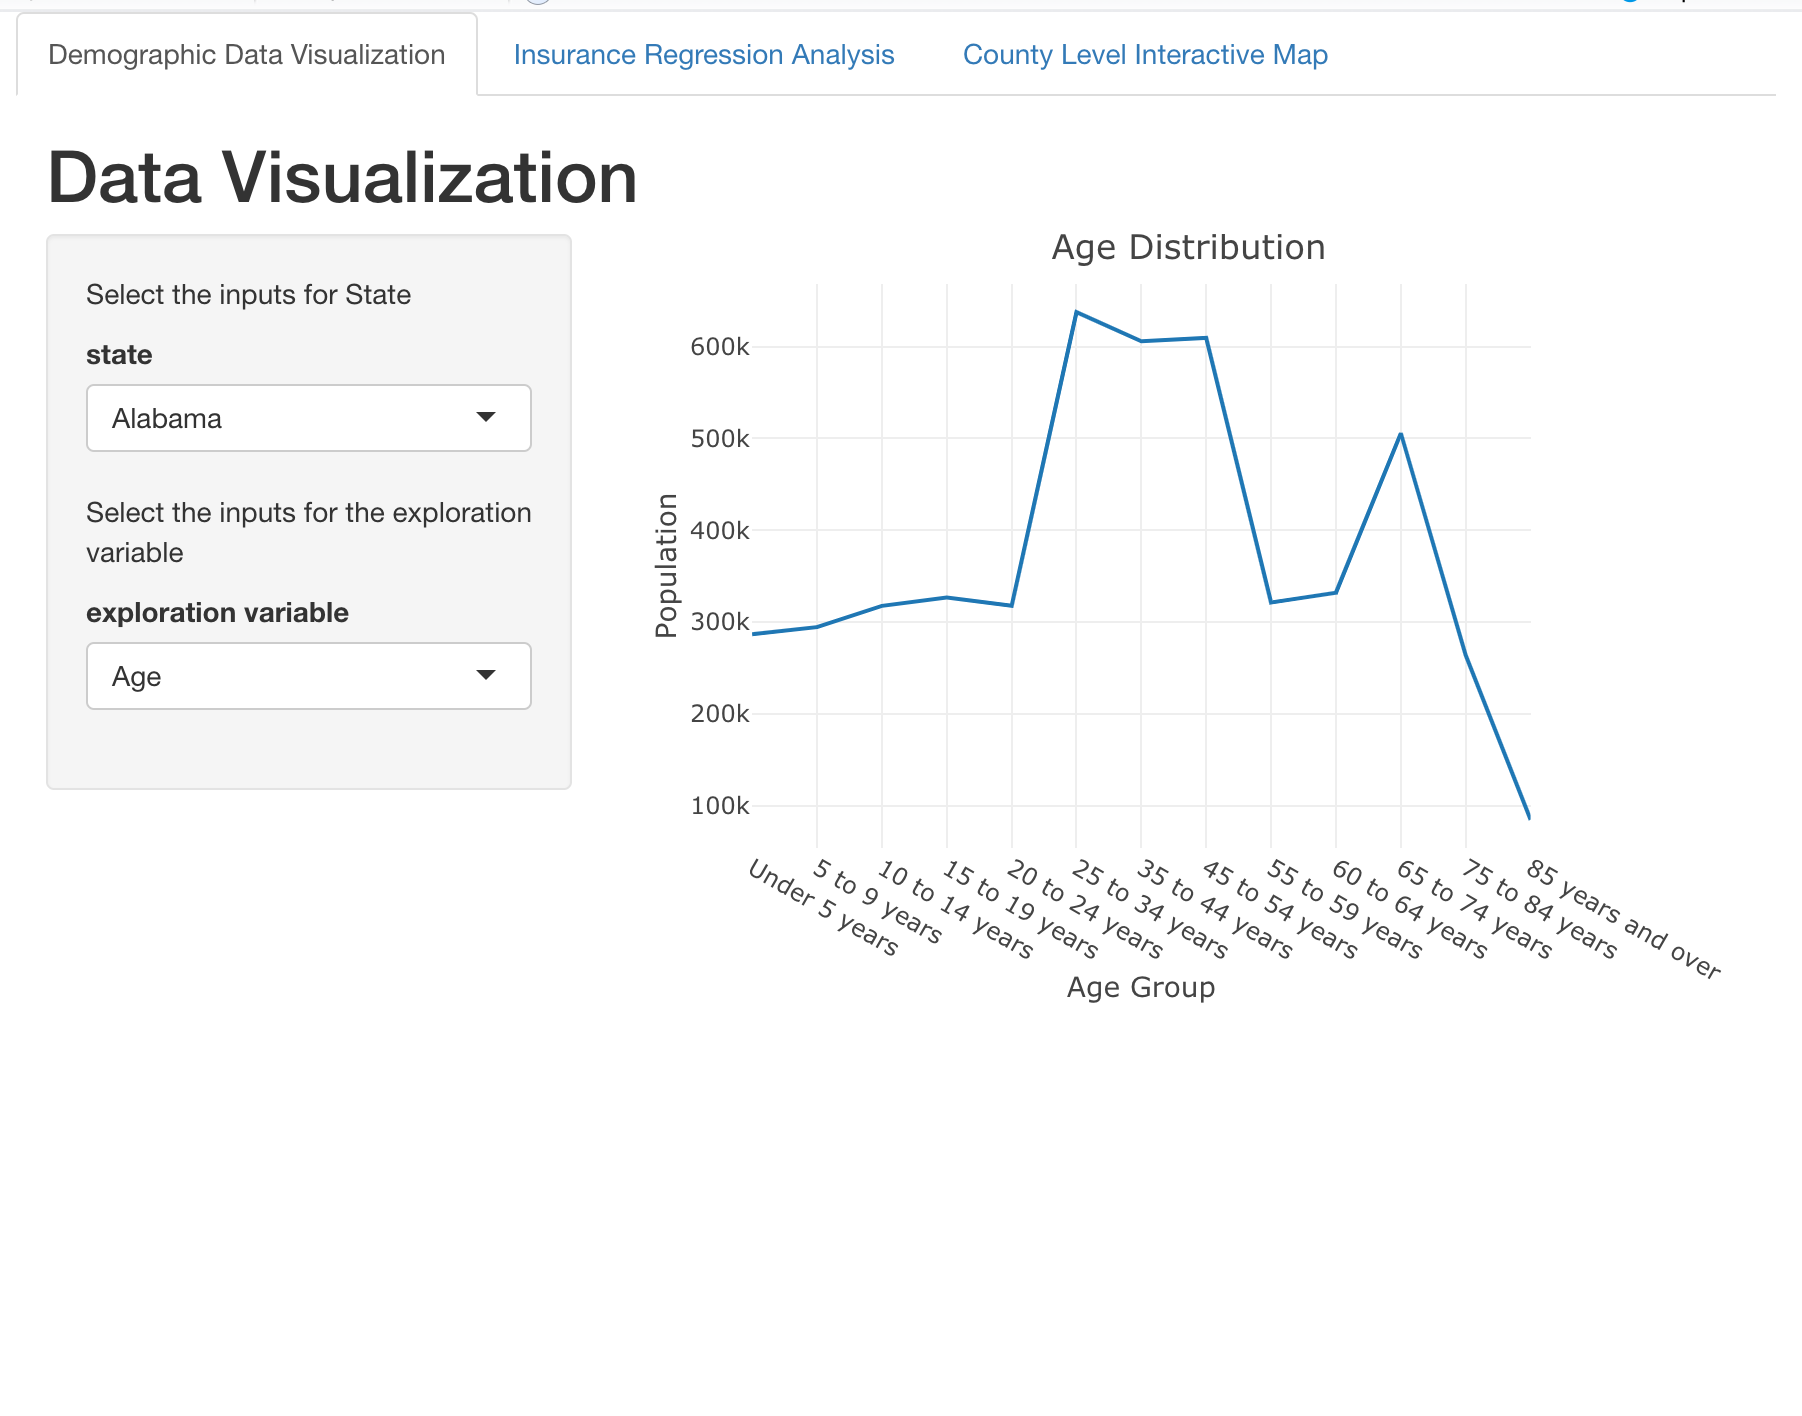 Demographic Data Visualization
Insurance Regression Analysis
County Level Interactive Map
Data Visualization
Select the inputs for State
state
Alabama
Select the inputs for the exploration
variable
exploration variable
Age
Age Distribution
Population
600k
500k
400k
300k
200k
100k
Under 5 years
5 to 9 years
10 to 14 years
15 to 19 years
20 to 24 years
25 to 34 years
35 to 44 years
45 to 54 years
55 to 59 years
60 to 64 years
65 to 74 years
75 to 84 years
85 years and over
Age Group